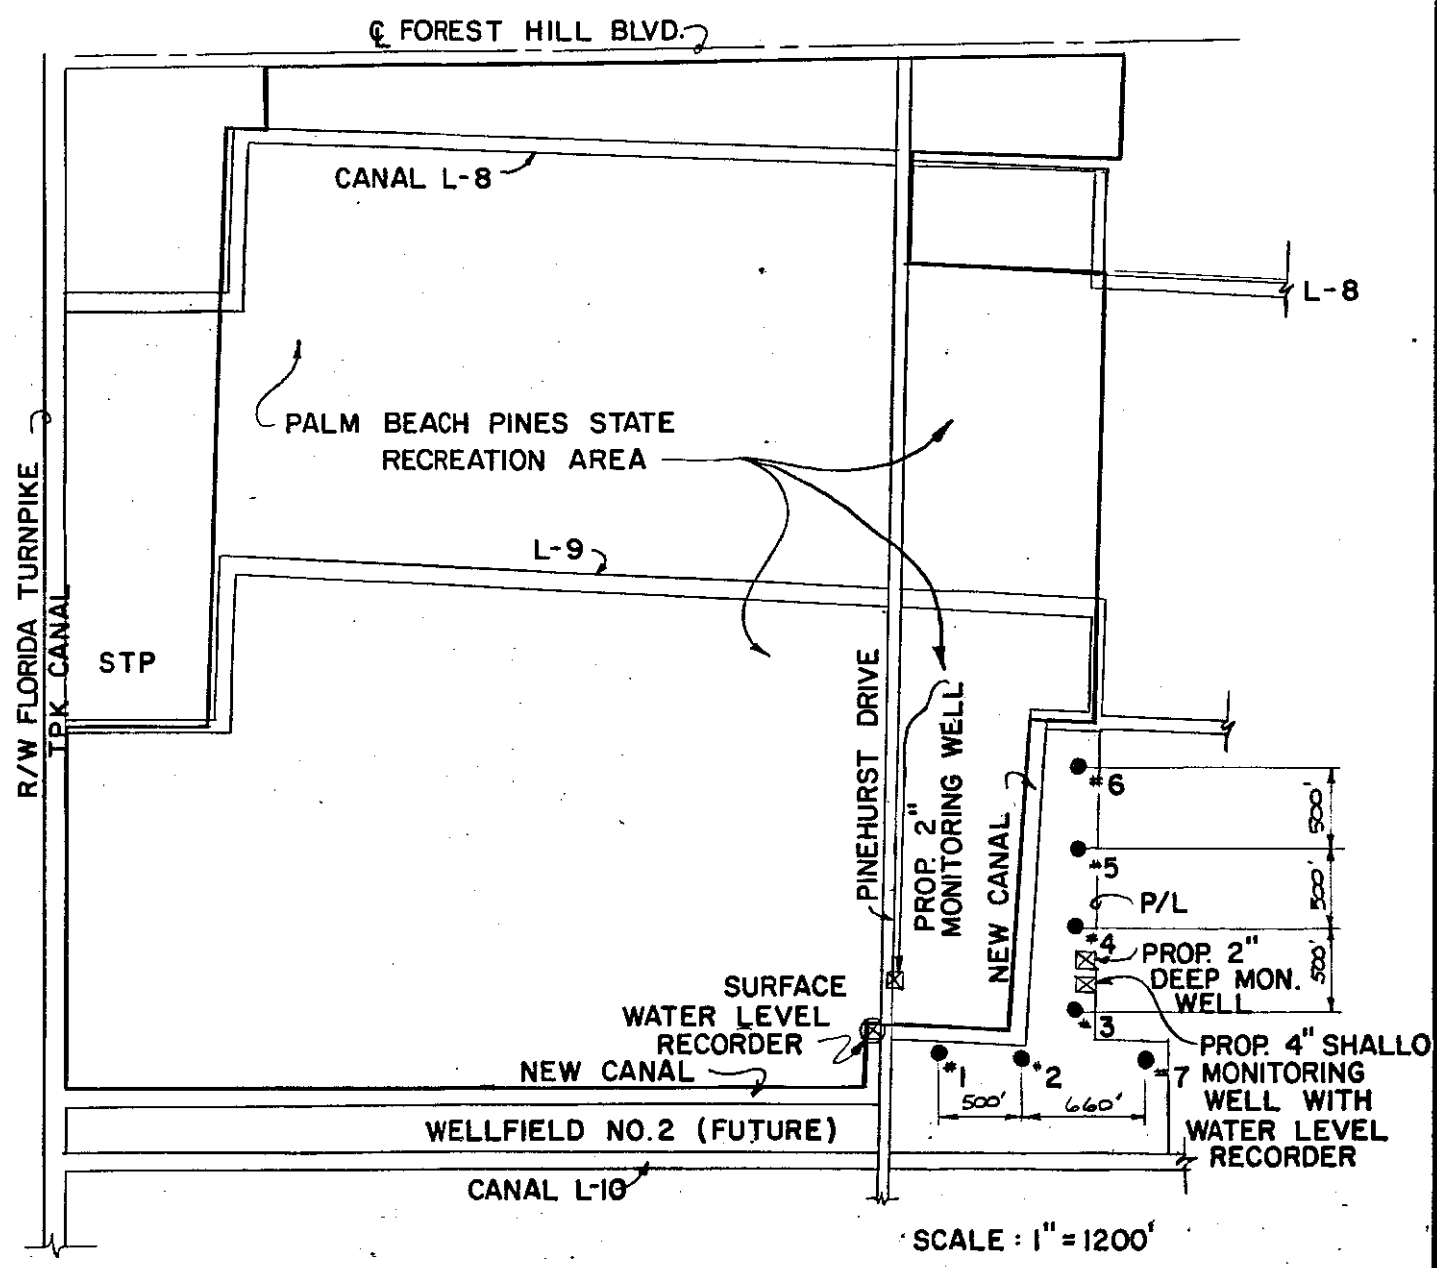 ℄ FOREST HILL BLVD.
CANAL L-8
L-8
PALM BEACH PINES STATE
RECREATION AREA
L-9
R/W FLORIDA TURNPIKE
TPK CANAL
STP
PINEHURST DRIVE
PROP. 2"
MONITORING WELL
NEW CANAL
#6
500'
#5
500'
P/L
#4
500'
PROP. 2"
DEEP MON.
WELL
#3
SURFACE
WATER LEVEL
RECORDER
PROP. 4" SHALLO
MONITORING
WELL WITH
WATER LEVEL
RECORDER
#1
#2
#7
500'
660'
NEW CANAL
WELLFIELD NO.2 (FUTURE)
CANAL L-10
SCALE : 1" = 1200'